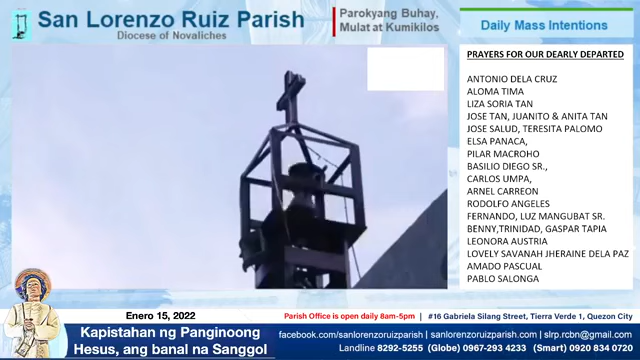 San Lorenzo Ruiz Parish
Diocese of Novaliches
Parokyang Buhay,
Mulat at Kumikilos
Daily Mass Intentions
PRAYERS FOR OUR DEARLY DEPARTED
ANTONIO DELA CRUZ
ALOMA TIMA
LIZA SORIA TAN
JOSE TAN, JUANITO & ANITA TAN
JOSE SALUD, TERESITA PALOMO
ELSA PANACA,
PILAR MACROHO
BASILIO DIEGO SR.,
CARLOS UMPA,
ARNEL CARREON
RODOLFO ANGELES
FERNANDO, LUZ MANGUBAT SR.
BENNY,TRINIDAD, GASPAR TAPIA
LEONORA AUSTRIA
LOVELY SAVANAH JHERAINE DELA PAZ
AMADO PASCUAL
PABLO SALONGA
Enero 15, 2022
Kapistahan ng Panginoong
Hesus, ang banal na Sanggol
Parish Office is open daily 8am-5pm | #16 Gabriela Silang Street, Tierra Verde 1, Quezon City
facebook.com/sanlorenzoruizparish | sanlorenzoruizparish.com | slrp.rcbn@gmail.com
Landline 8292-5255 (Globe) 0967-293 4233 (Smart) 0920 834 0720